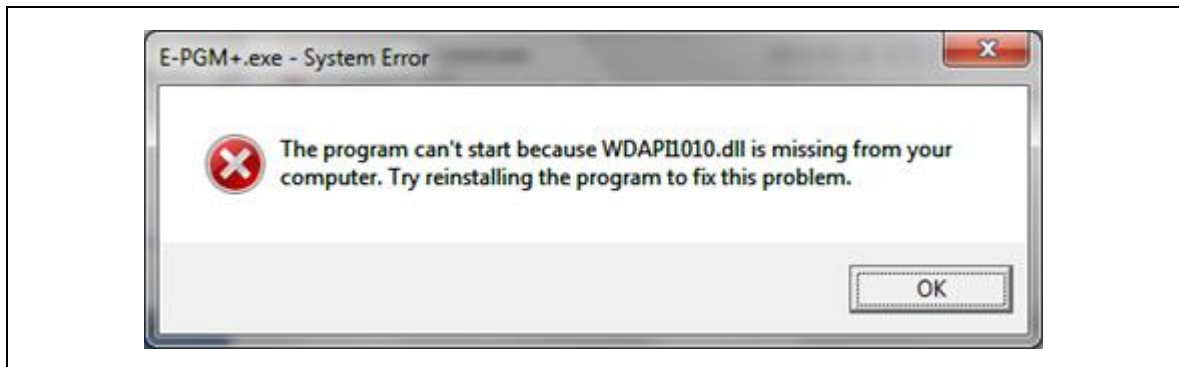 E-PGM+.exe - System Error
The program can't start because WDAPI1010.dll is missing from your
computer. Try reinstalling the program to fix this problem.
OK